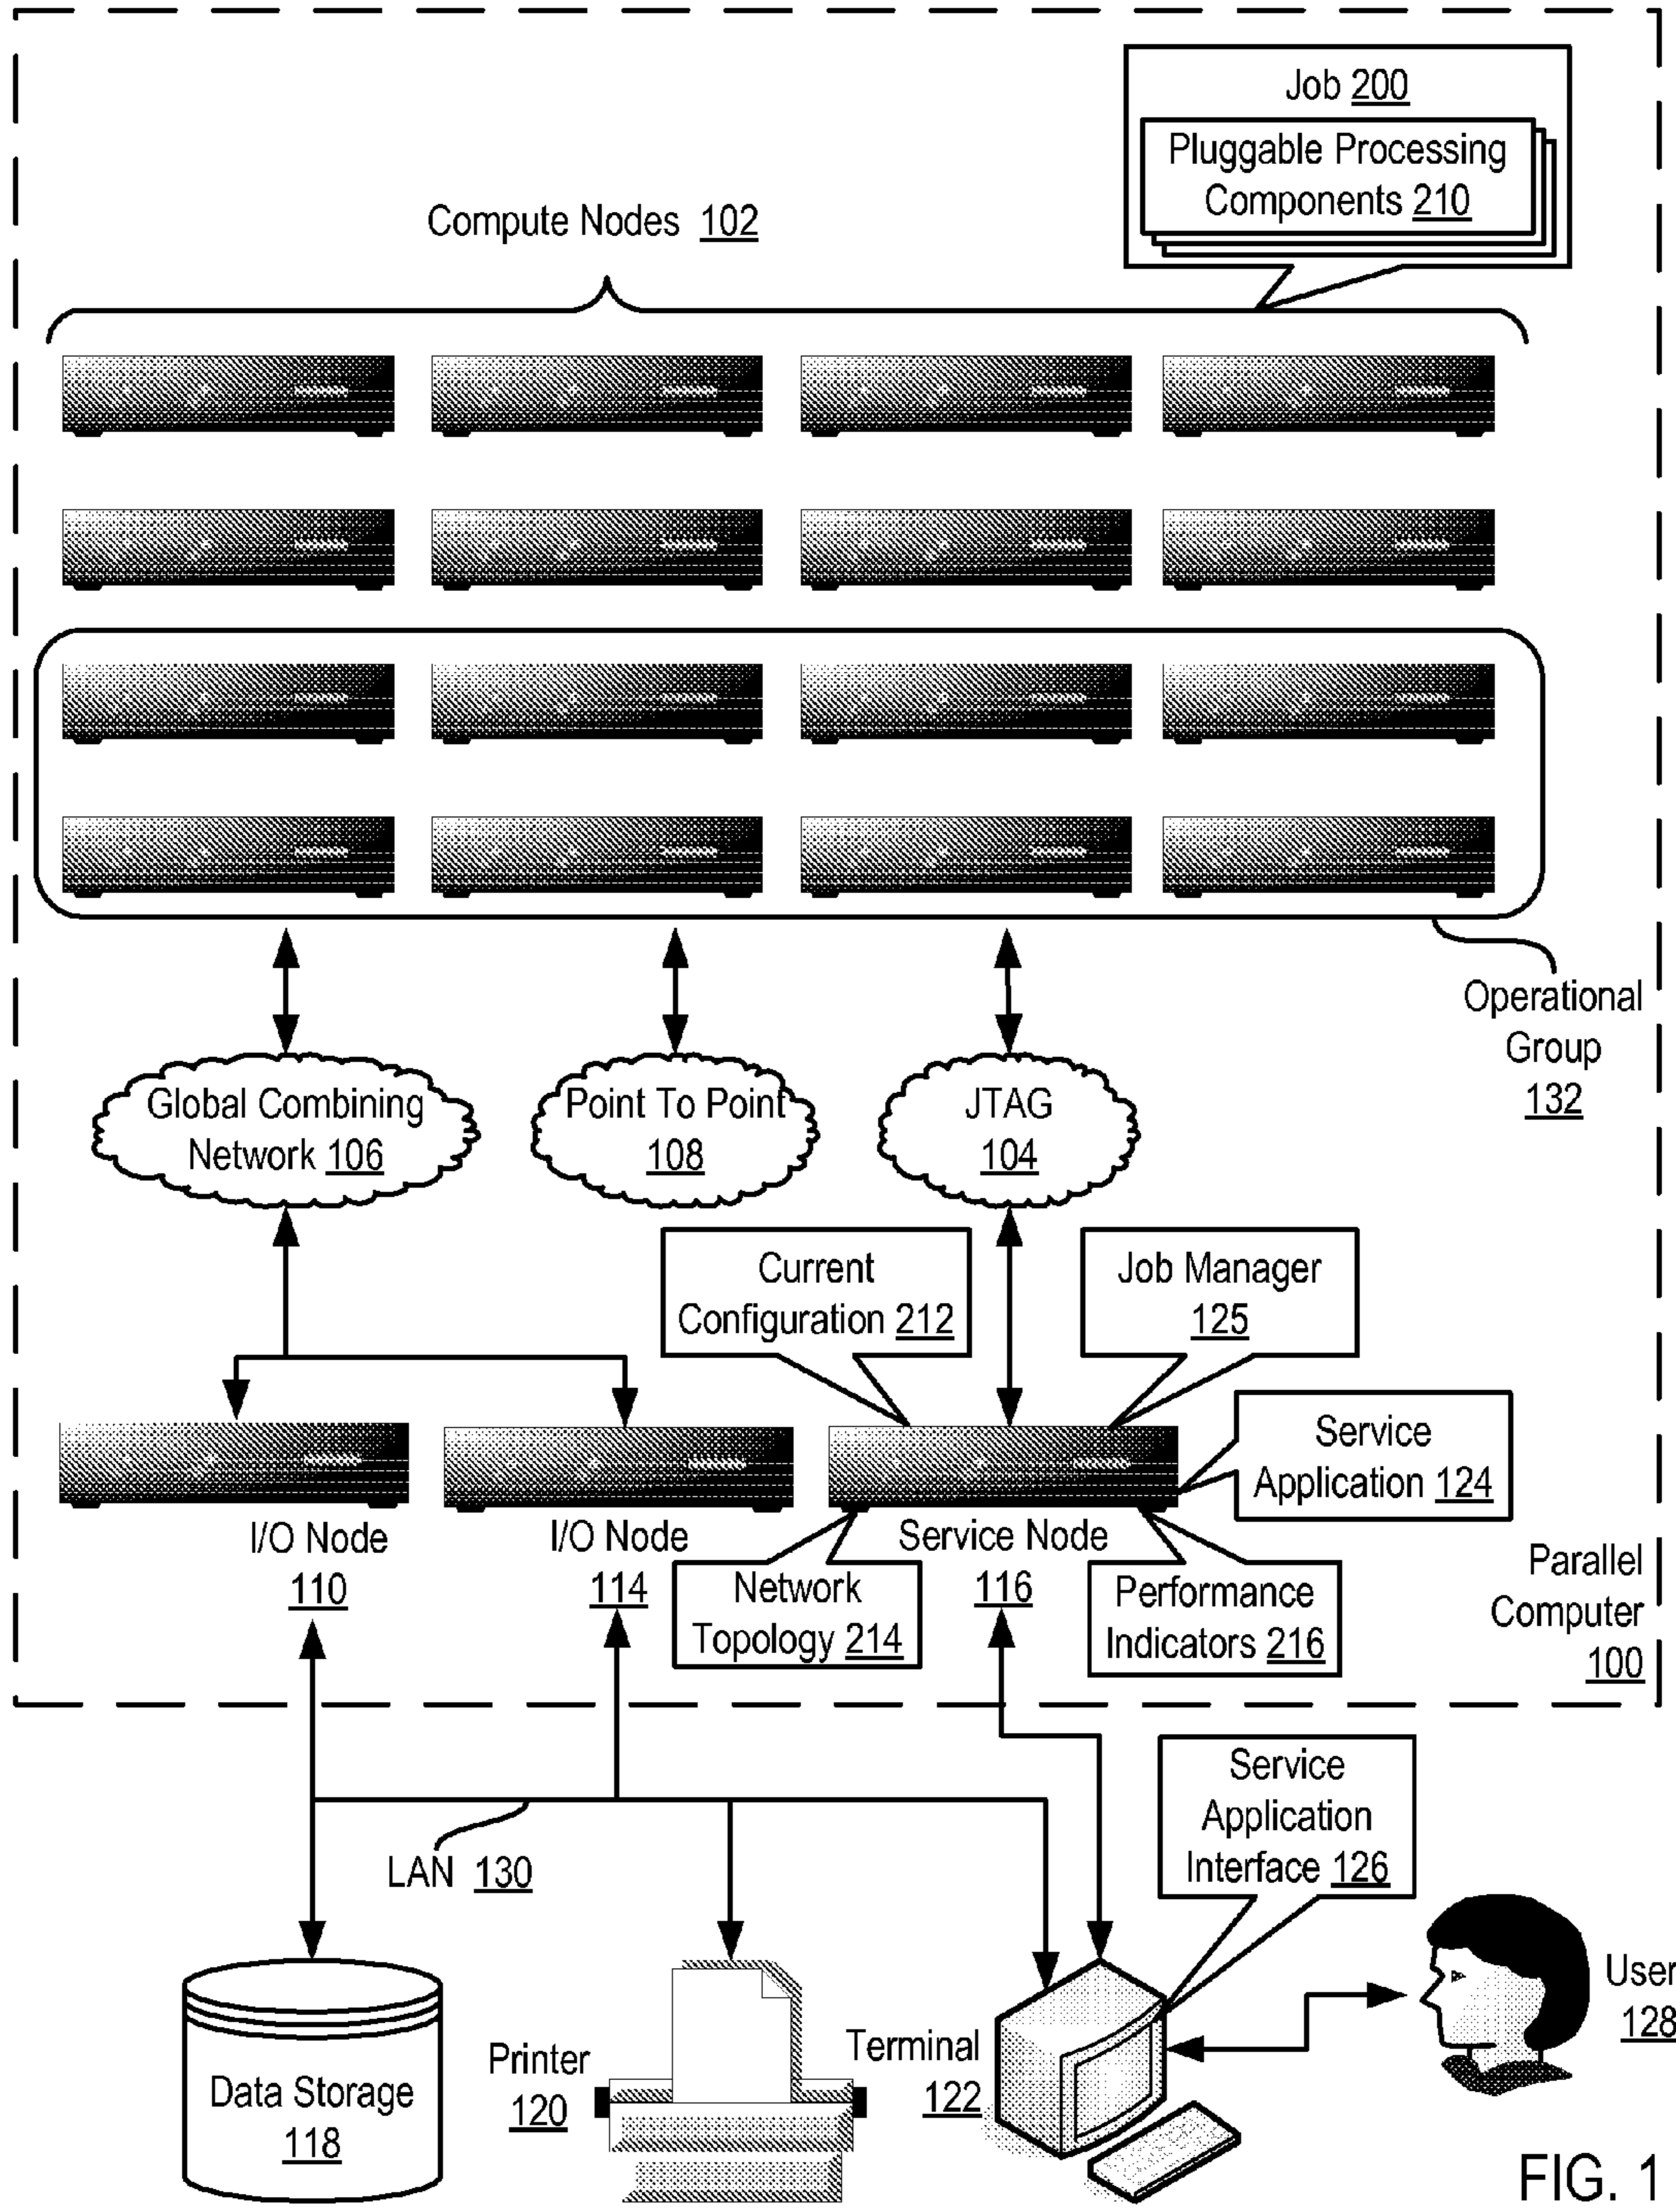 Job 200
Pluggable Processing
Components 210
Compute Nodes 102
Operational
Group
132
Global Combining
Network 106
Point To Point
108
JTAG
104
Current
Configuration 212
Job Manager
125
Service
Application 124
I/O Node
110
I/O Node
114
Service Node
116
Network
Topology 214
Performance
Indicators 216
Parallel
Computer
100
Service
Application
Interface 126
LAN 130
Data Storage
118
Printer
120
Terminal
122
User
128
FIG. 1